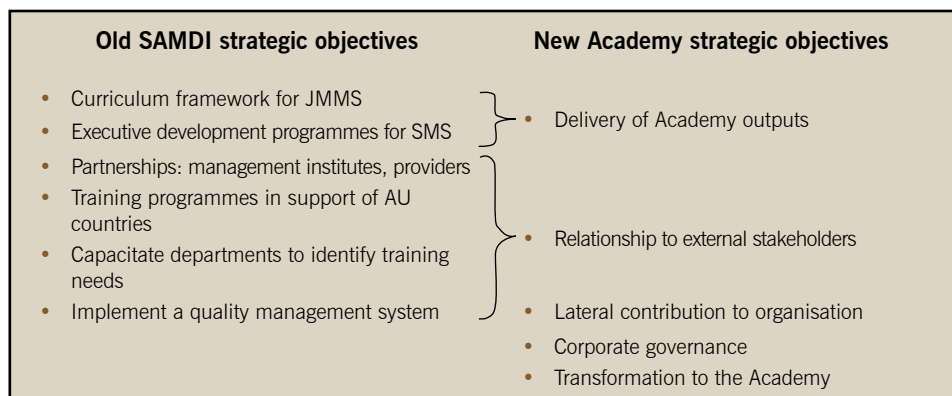 Old SAMDI strategic objectives
• Curriculum framework for JMMS
• Executive development programmes for SMS
• Partnerships: management institutes, providers
• Training programmes in support of AU
countries
• Capacitate departments to identify training
needs
• Implement a quality management system
New Academy strategic objectives
• Delivery of Academy outputs
• Relationship to external stakeholders
• Lateral contribution to organisation
• Corporate governance
• Transformation to the Academy